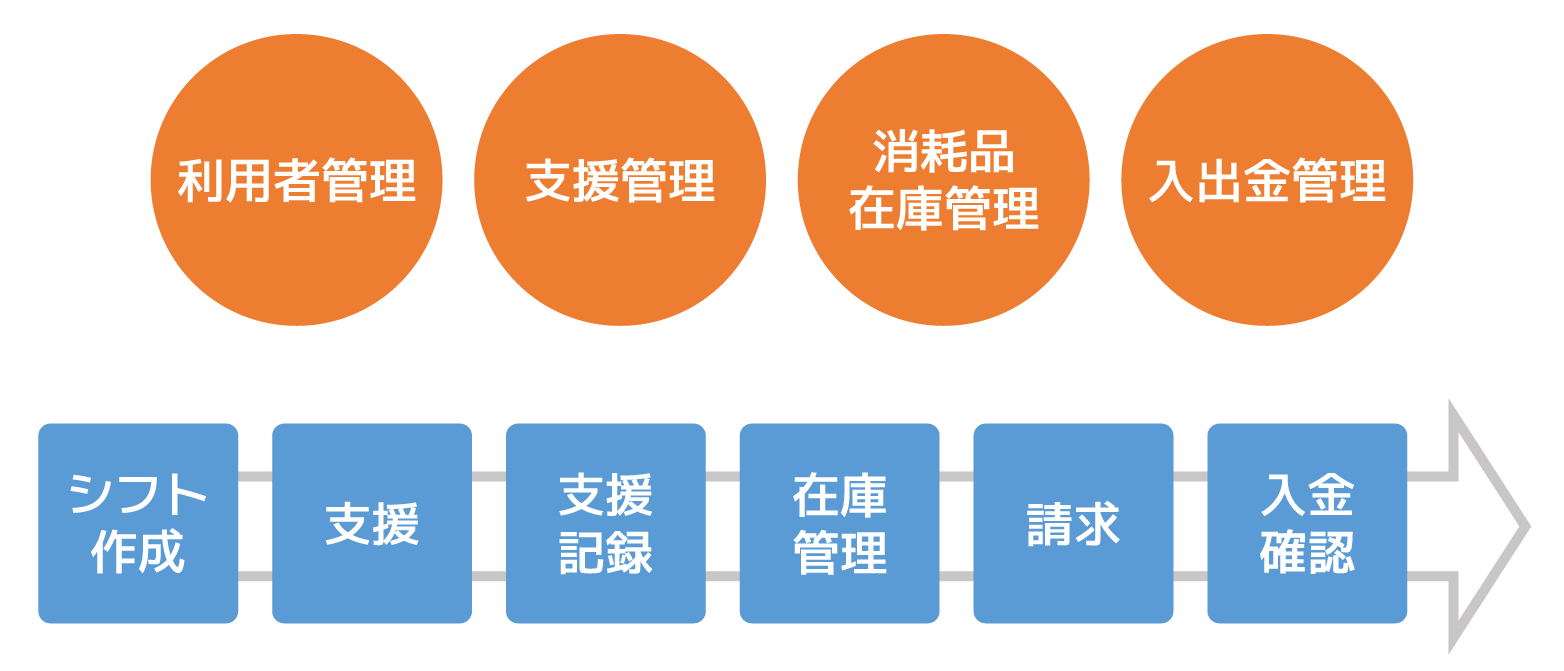 利用者管理
支援管理
消耗品
在庫管理
入出金管理
シフト
作成
支援
支援
記録
在庫
管理
請求
入金
確認